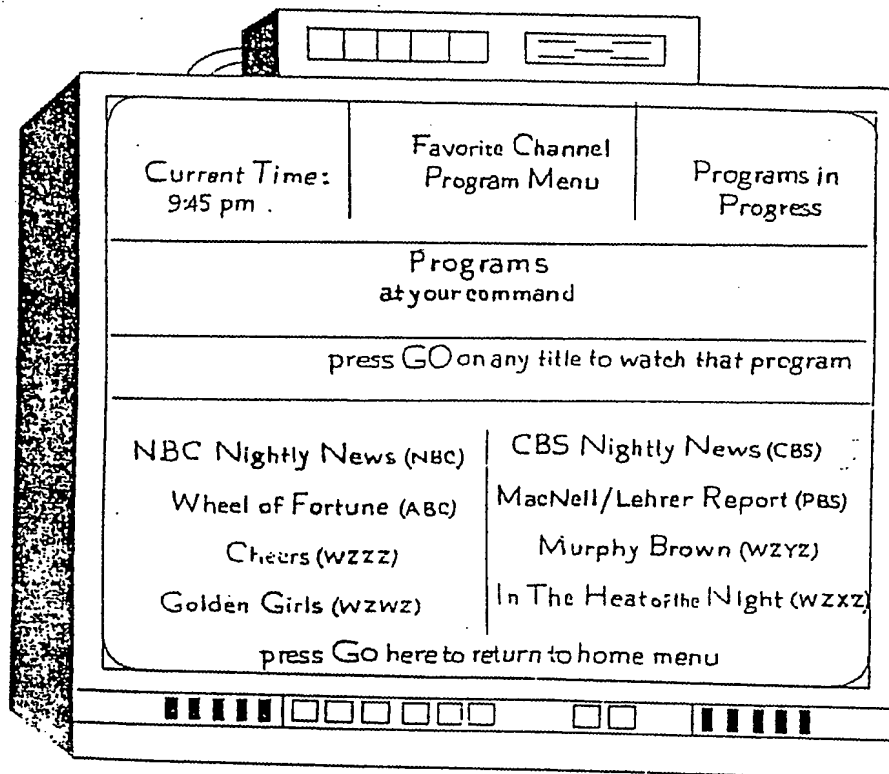 Current Time:
9:45 pm .
Favorite Channel
Program Menu
Programs in
Progress
Programs
at your command
press GO on any title to watch that program
NBC Nightly News (NBC)
Wheel of Fortune (ABC)
Cheers (WZZZ)
Golden Girls (WZWZ)
CBS Nightly News (CBS)
MacNell/Lehrer Report (PBS)
Murphy Brown (WZYZ)
In The Heat of the Night (WZXZ)
press Go here to return to home menu